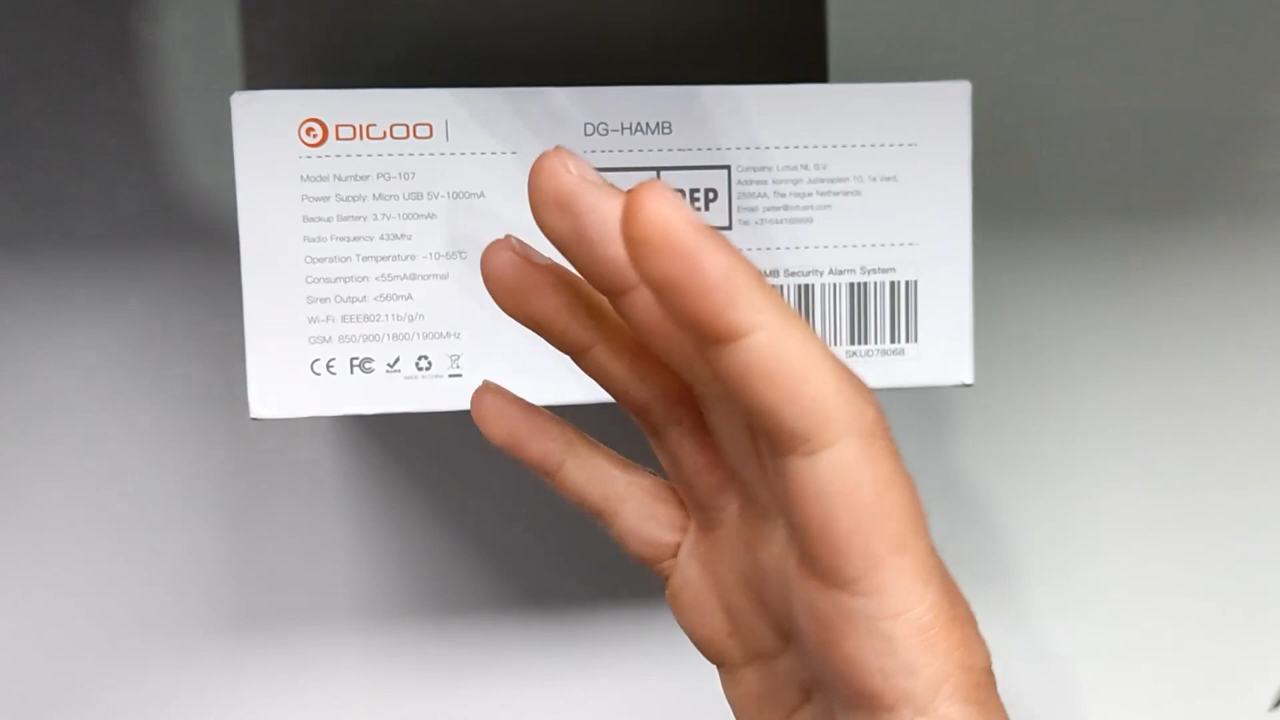 DIGOO
DG-HAMB
Model Number: PG-107
Power Supply: Micro USB 5V-1000mA
Backup Battery: 3.7V-1000mAh
Radio Frequency: 433Mhz
Operation Temperature: -10-55℃
Consumption: <55mA@normal
Siren Output: <560mA
Wi-Fi: IEEE802.11b/g/n
GSM: 850/900/1800/1900MHz
CE FC
REP
Company: Lotus NL B.V.
Address: koningin Julianaplein 10, 1e Verd,
2595AA, The Hague Netherlands.
Tel: +31644168999
AMB Security Alarm System
SKUD78068